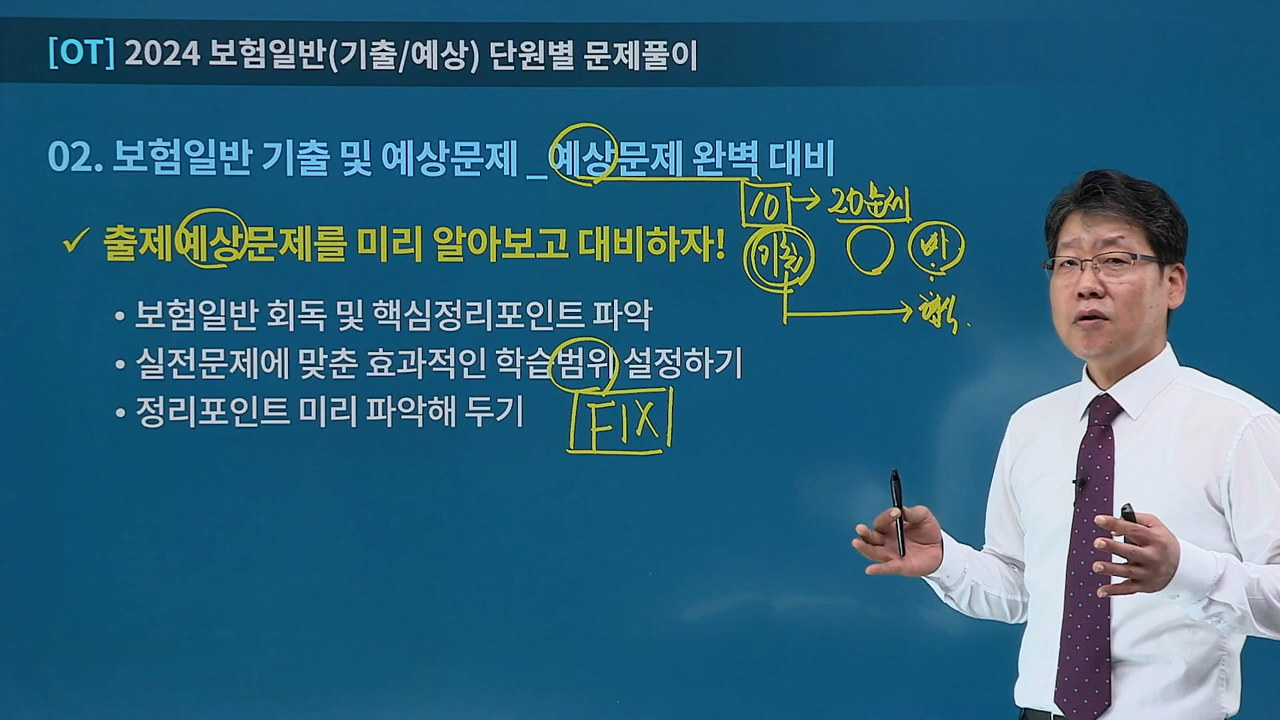 [OT] 2024 보험일반(기출/예상) 단원별 문제풀이
02. 보험일반 기출 및 예상문제 _ 예상문제 완벽 대비
10 → 20문제
✓ 출제예상문제를 미리 알아보고 대비하자!
기출
• 보험일반 회독 및 핵심정리포인트 파악
• 실전문제에 맞춘 효과적인 학습범위 설정하기
• 정리포인트 미리 파악해 두기
FIX